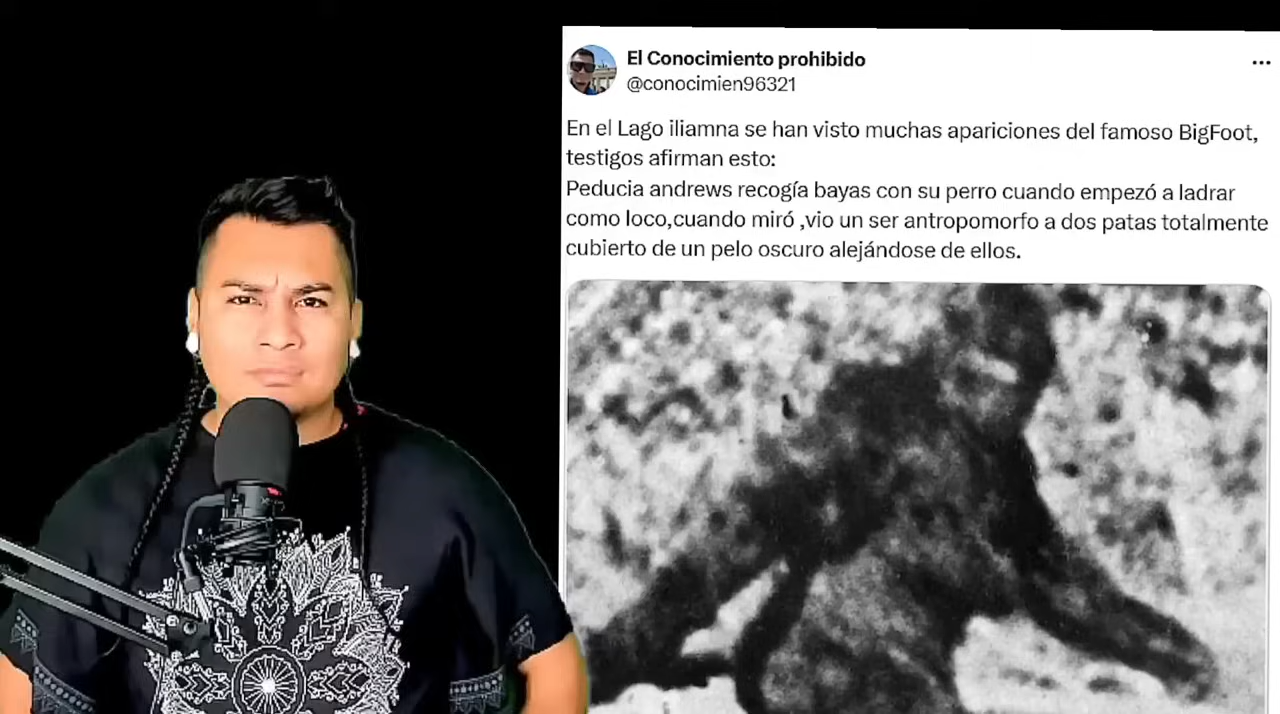 El Conocimiento prohibido
@conocimien96321
En el Lago iliamna se han visto muchas apariciones del famoso BigFoot,
testigos afirman esto:
Peducia andrews recogía bayas con su perro cuando empezó a ladrar
como loco,cuando miró ,vio un ser antropomorfo a dos patas totalmente
cubierto de un pelo oscuro alejándose de ellos.